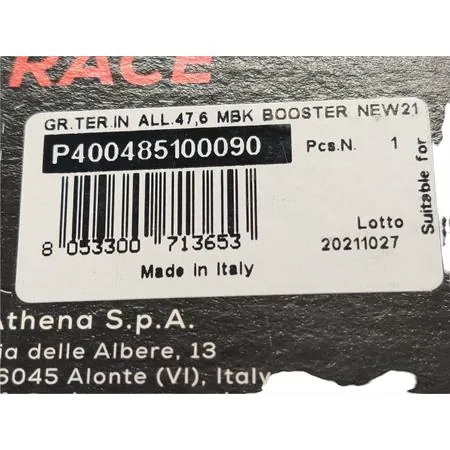 RACE
GR.TER.IN ALL.47,6 MBK BOOSTER NEW21
P400485100090
Pcs.N. 1
Suitable for
8 053300 713653
Lotto
20211027
Made in Italy
Athena S.p.A.
ia delle Albere, 13
6045 Alonte (VI), Italy